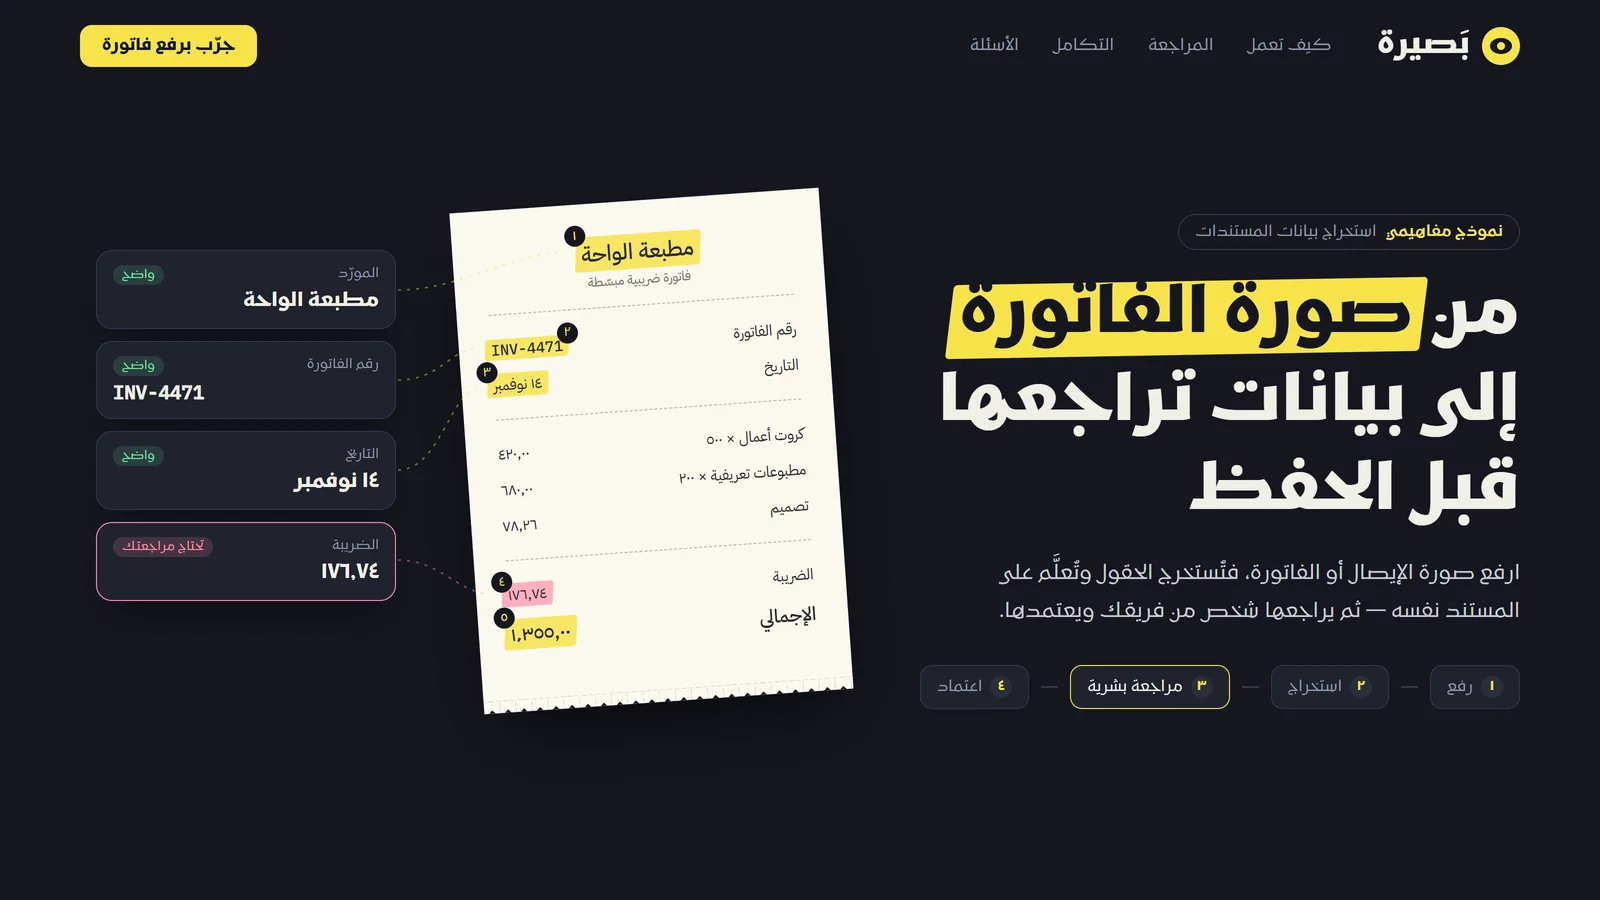 بَصيرة
كيف تعمل
المراجعة
التكامل
الأسئلة
جرّب برفع فاتورة
نموذج مفاهيمي استخراج بيانات المستندات
من صورة الفاتورة
إلى بيانات تراجعها
قبل الحفظ
ارفع صورة الإيصال أو الفاتورة، فتُستخرج الحقول وتُعلَّم على
المستند نفسه — ثم يراجعها شخص من فريقك ويعتمدها.
١ رفع — ٢ استخراج — ٣ مراجعة بشرية — ٤ اعتماد
١
مطبعة الواحة
فاتورة ضريبية مبسّطة
رقم الفاتورة INV-4471 ٢
التاريخ ١٤ نوفمبر ٣
كروت أعمال × ٥٠٠ ٤٢٠,٠٠
مطبوعات تعريفية × ٢٠٠ ٦٨٠,٠٠
تصميم ٧٨,٢٦
الضريبة ١٧٦,٧٤ ٤
الإجمالي ١,٣٥٥,٠٠ ٥
المورّد واضح
مطبعة الواحة
رقم الفاتورة واضح
INV-4471
التاريخ واضح
١٤ نوفمبر
الضريبة تحتاج مراجعتك
١٧٦,٧٤